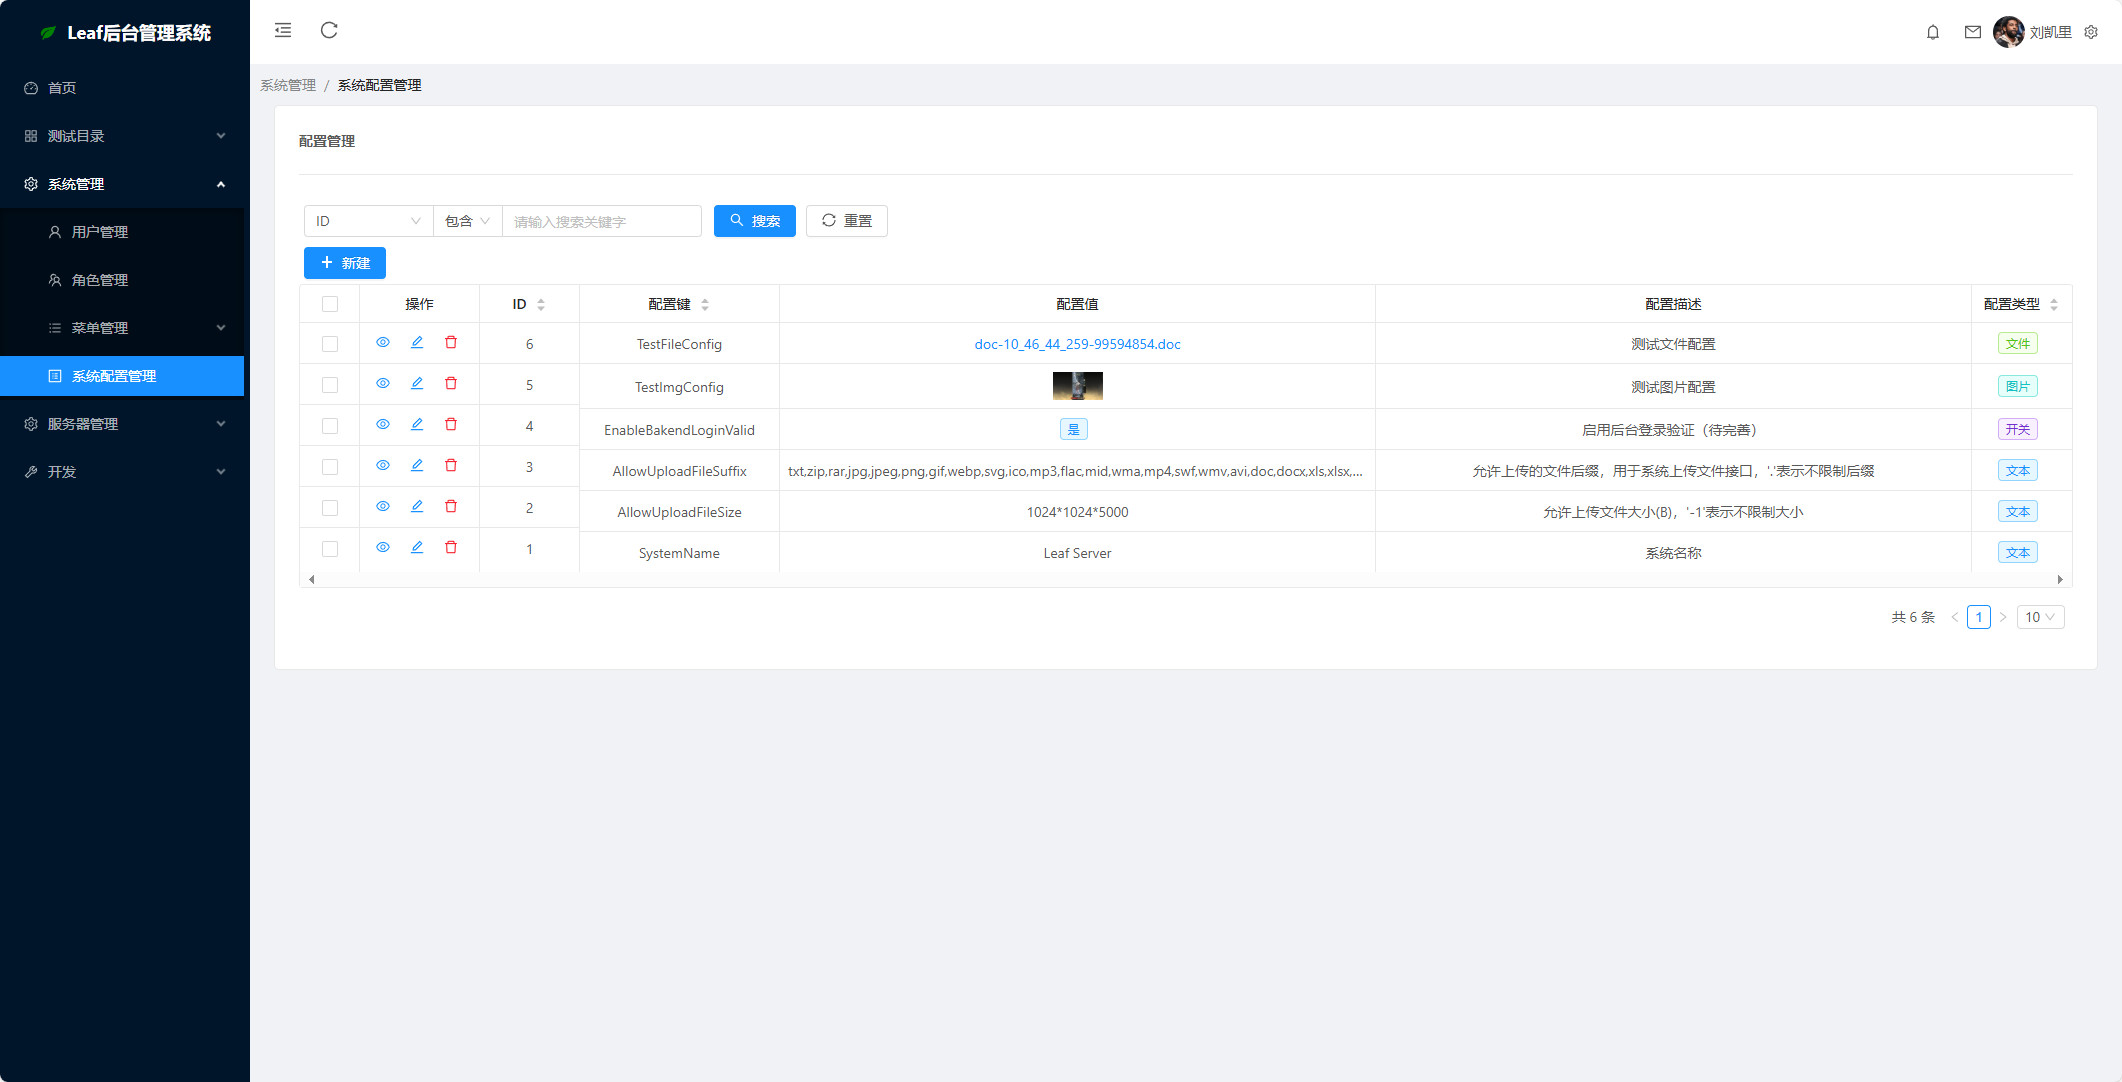 Leaf后台管理系统
首页
测试目录
系统管理
用户管理
角色管理
菜单管理
系统配置管理
服务器管理
开发
刘凯里
系统管理 / 系统配置管理
配置管理
ID 包含 请输入搜索关键字 搜索 重置
新建
操作 ID 配置键 配置值 配置描述 配置类型
6 TestFileConfig doc-10_46_44_259-99594854.doc 测试文件配置 文件
5 TestImgConfig 测试图片配置 图片
4 EnableBakendLoginValid 是 启用后台登录验证（待完善） 开关
3 AllowUploadFileSuffix txt,zip,rar,jpg,jpeg,png,gif,webp,svg,ico,mp3,flac,mid,wma,mp4,swf,wmv,avi,doc,docx,xls,xlsx,... 允许上传的文件后缀，用于系统上传文件接口，'.'表示不限制后缀 文本
2 AllowUploadFileSize 1024*1024*5000 允许上传文件大小(B)，'-1'表示不限制大小 文本
1 SystemName Leaf Server 系统名称 文本
共 6 条 1 10